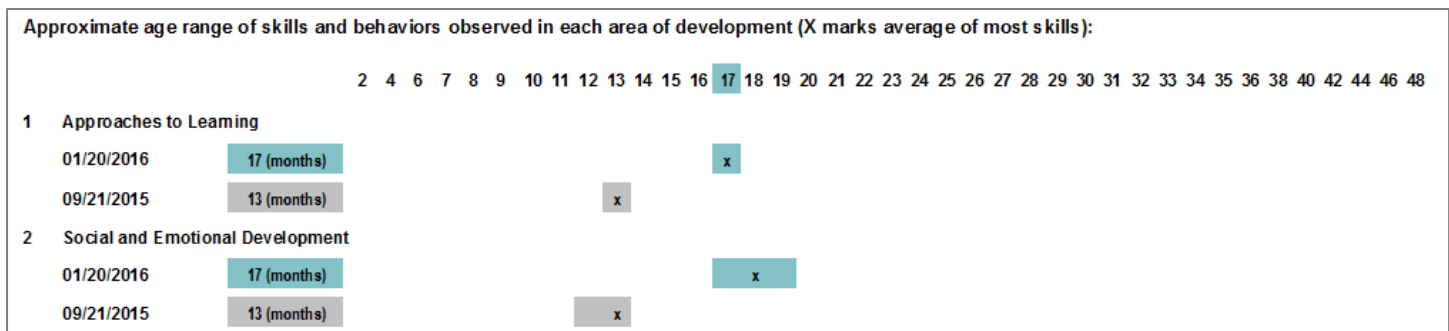 Approximate age range of skills and behaviors observed in each area of development (X marks average of most skills):
2 4 6 7 8 9 10 11 12 13 14 15 16 17 18 19 20 21 22 23 24 25 26 27 28 29 30 31 32 33 34 35 36 38 40 42 44 46 48
1 Approaches to Learning
01/20/2016 17 (months) x
09/21/2015 13 (months) x
2 Social and Emotional Development
01/20/2016 17 (months) x
09/21/2015 13 (months) x